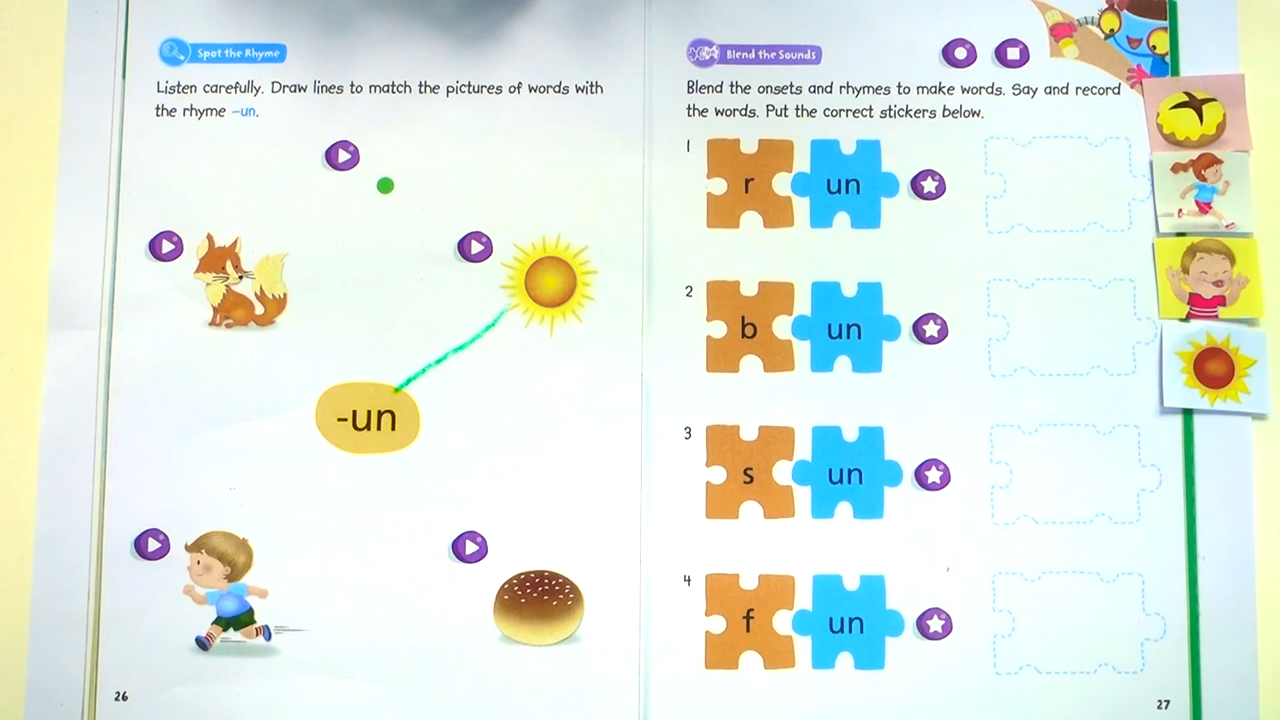 Spot the Rhyme
Listen carefully. Draw lines to match the pictures of words with
the rhyme -un.
-un
26
Blend the Sounds
Blend the onsets and rhymes to make words. Say and record
the words. Put the correct stickers below.
1
r un
2
b un
3
s un
4
f un
27